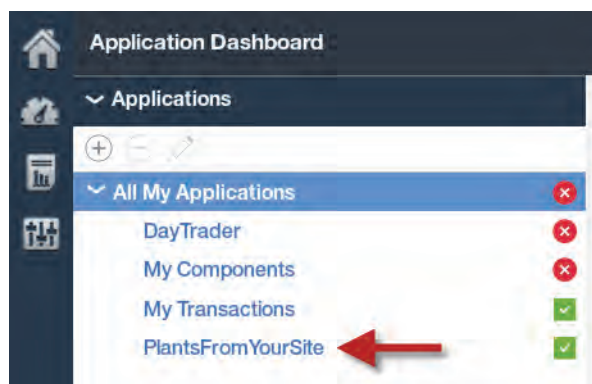 Application Dashboard
Applications
All My Applications
DayTrader
My Components
My Transactions
PlantsFromYourSite